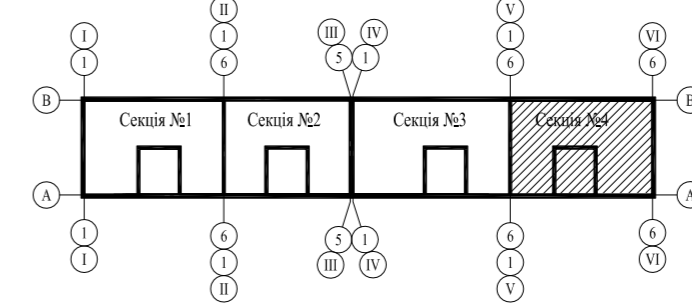 II V
III IV
I 1 5 1 1 VI
1 6 6 6
В В
Секція №1 Секція №2 Секція №3 Секція №4
А А
1 6 5 1 6 6
I 1 III IV 1 VI
II V